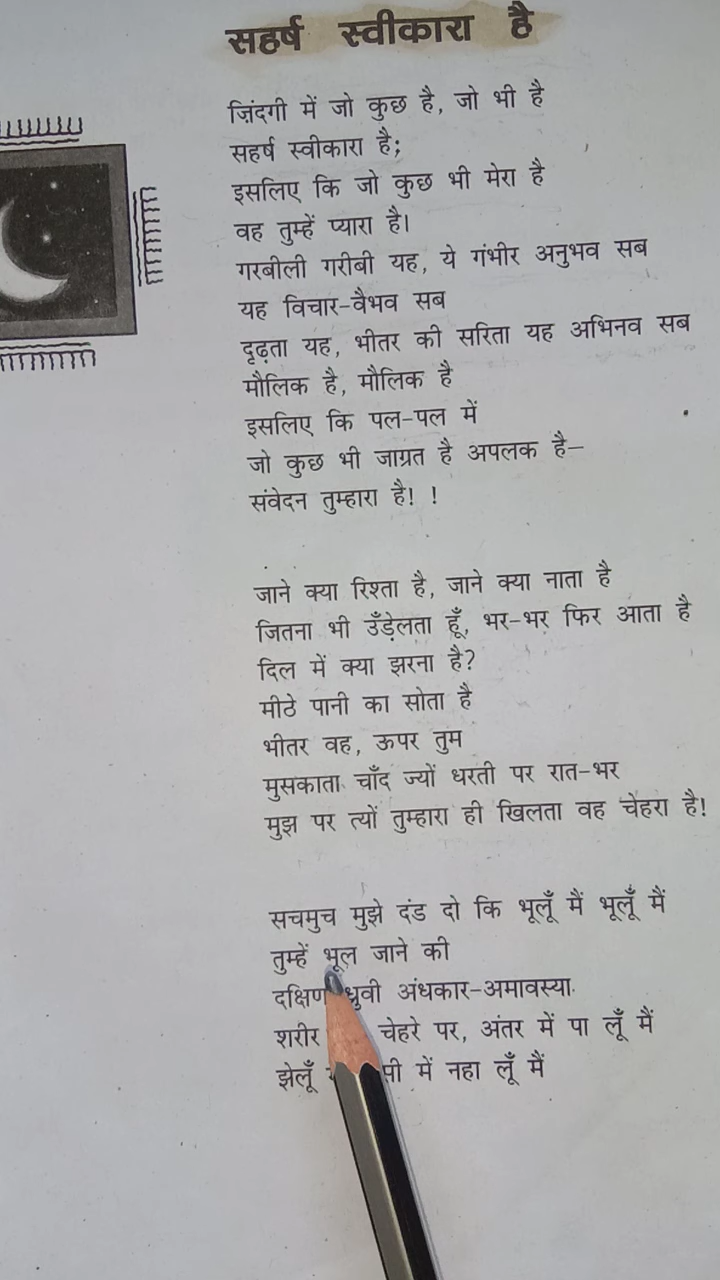 सहर्ष स्वीकारा है
ज़िंदगी में जो कुछ है, जो भी है
सहर्ष स्वीकारा है;
इसलिए कि जो कुछ भी मेरा है
वह तुम्हें प्यारा है।
गरबीली गरीबी यह, ये गंभीर अनुभव सब
यह विचार-वैभव सब
दृढ़ता यह, भीतर की सरिता यह अभिनव सब
मौलिक है, मौलिक है
इसलिए कि पल-पल में
जो कुछ भी जाग्रत है अपलक है–
संवेदन तुम्हारा है! !
जाने क्या रिश्ता है, जाने क्या नाता है
जितना भी उँड़ेलता हूँ, भर-भर फिर आता है
दिल में क्या झरना है?
मीठे पानी का सोता है
भीतर वह, ऊपर तुम
मुसकाता चाँद ज्यों धरती पर रात-भर
मुझ पर त्यों तुम्हारा ही खिलता वह चेहरा है!
सचमुच मुझे दंड दो कि भूलूँ मैं भूलूँ मैं
तुम्हें भूल जाने की
दक्षिण ध्रुवी अंधकार-अमावस्या
शरीर चेहरे पर, अंतर में पा लूँ मैं
झेलूँ में नहा लूँ मैं